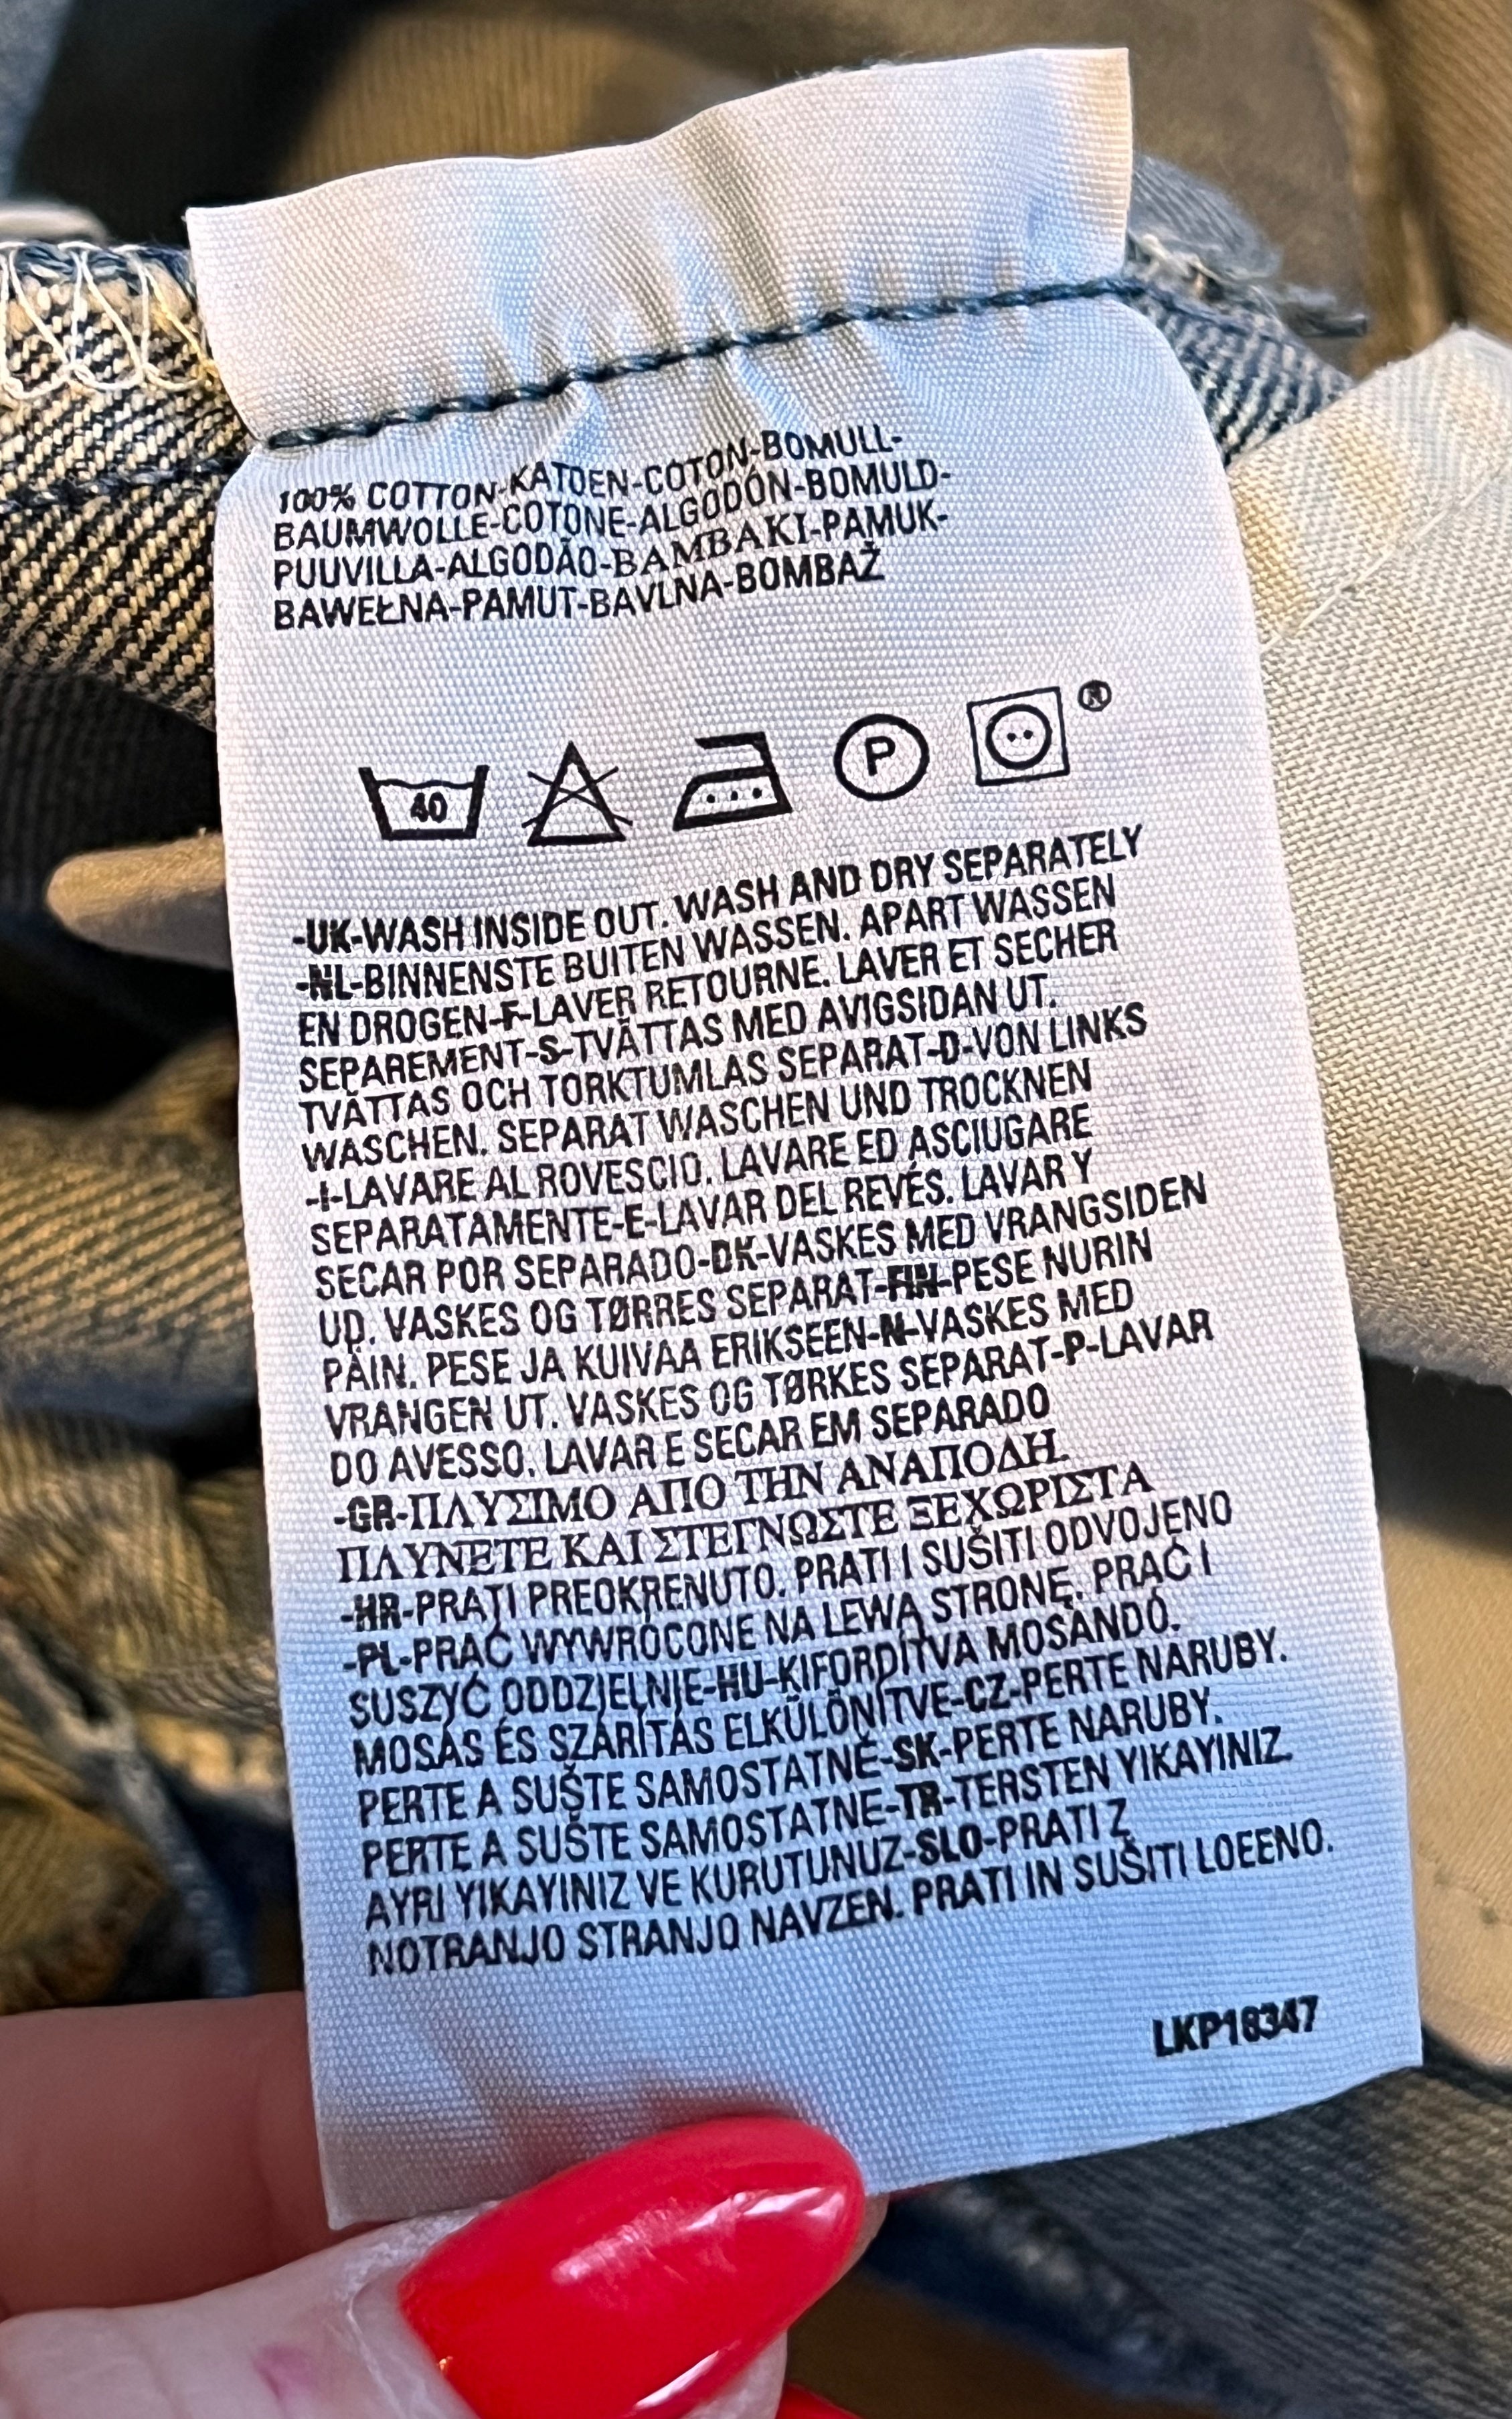 100% COTTON-KATOEN-COTON-BOMULL-
BAUMWOLLE-COTONE-ALGODÓN-BOMULD-
PUUVILLA-ALGODÃO-BAMBAKI-PAMUK-
BAWEŁNA-PAMUT-BAVLNA-BOMBAŽ
40 P ®
-UK-WASH INSIDE OUT. WASH AND DRY SEPARATELY
-NL-BINNENSTE BUITEN WASSEN. APART WASSEN
EN DROGEN-F-LAVER RETOURNE. LAVER ET SECHER
SEPAREMENT-S-TVÄTTAS MED AVIGSIDAN UT.
TVÄTTAS OCH TORKTUMLAS SEPARAT-D-VON LINKS
WASCHEN. SEPARAT WASCHEN UND TROCKNEN
-I-LAVARE AL ROVESCIO. LAVARE ED ASCIUGARE
SEPARATAMENTE-E-LAVAR DEL REVÉS. LAVAR Y
SECAR POR SEPARADO-DK-VASKES MED VRANGSIDEN
UD. VASKES OG TØRRES SEPARAT-FIN-PESE NURIN
PÄIN. PESE JA KUIVAA ERIKSEEN-N-VASKES MED
VRANGEN UT. VASKES OG TØRKES SEPARAT-P-LAVAR
DO AVESSO. LAVAR E SECAR EM SEPARADO
-GR-ΠΛΥΣΙΜΟ ΑΠΟ ΤΗΝ ΑΝΑΠΟΔΗ.
ΠΛΥΝΕΤΕ ΚΑΙ ΣΤΕΓΝΩΣΤΕ ΞΕΧΩΡΙΣΤΑ
-HR-PRATI PREOKRENUTO. PRATI I SUŠITI ODVOJENO
-PL-PRAĆ WYWRÓCONE NA LEWĄ STRONĘ. PRAĆ I
SUSZYĆ ODDZIELNIE-HU-KIFORDÍTVA MOSANDÓ.
MOSÁS ÉS SZÁRÍTÁS ELKÜLÖNÍTVE-CZ-PERTE NARUBY.
PERTE A SUŠTE SAMOSTATNĚ-SK-PERTE NARUBY.
PERTE A SUŠTE SAMOSTATNE-TR-TERSTEN YIKAYINIZ.
AYRI YIKAYINIZ VE KURUTUNUZ-SLO-PRATI Z
NOTRANJO STRANJO NAVZEN. PRATI IN SUŠITI LOEENO.
LKP18347